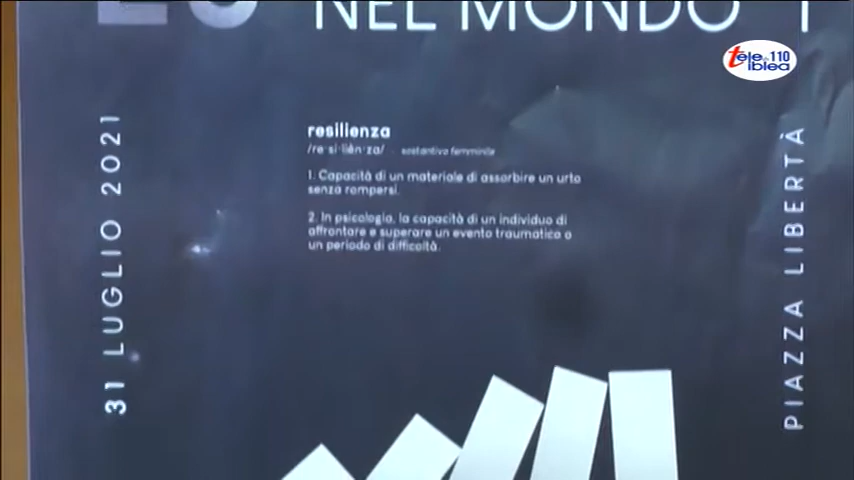 NEL MONDO
Tele 110
iblea
31 LUGLIO 2021
resilienza
/re·si·lièn·za/ sostantivo femminile
1. Capacità di un materiale di assorbire un urto
senza rompersi.
2. In psicologia, la capacità di un individuo di
affrontare e superare un evento traumatico o
un periodo di difficoltà.
PIAZZA LIBERTÀ